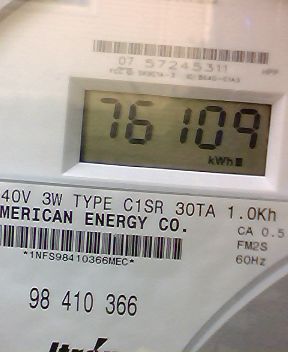 07 57245311
76109
kWh
40V 3W TYPE C1SR 30TA 1.0Kh
MERICAN ENERGY CO.
CA 0.5
FM2S
60Hz
*1NFS98410366MEC*
98 410 366
Itrón